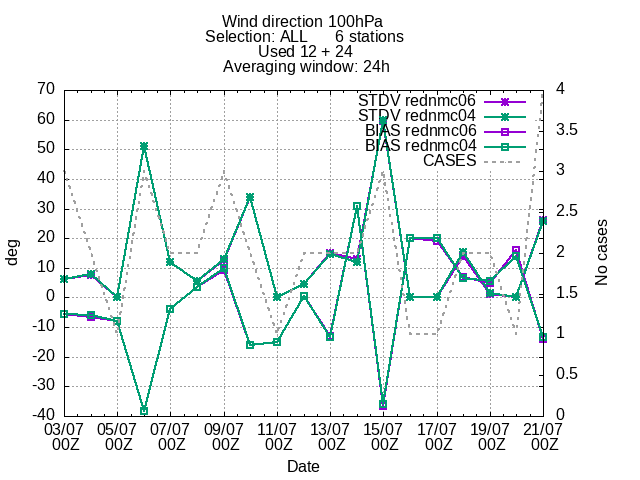 Wind direction 100hPa
Selection: ALL 6 stations
Used 12 + 24
Averaging window: 24h
STDV rednmc06
STDV rednmc04
BIAS rednmc06
BIAS rednmc04
CASES
70
60
50
40
30
20
10
0
-10
-20
-30
-40
deg
4
3.5
3
2.5
2
1.5
1
0.5
0
No cases
03/07 05/07 07/07 09/07 11/07 13/07 15/07 17/07 19/07 21/07
00Z 00Z 00Z 00Z 00Z 00Z 00Z 00Z 00Z 00Z
Date